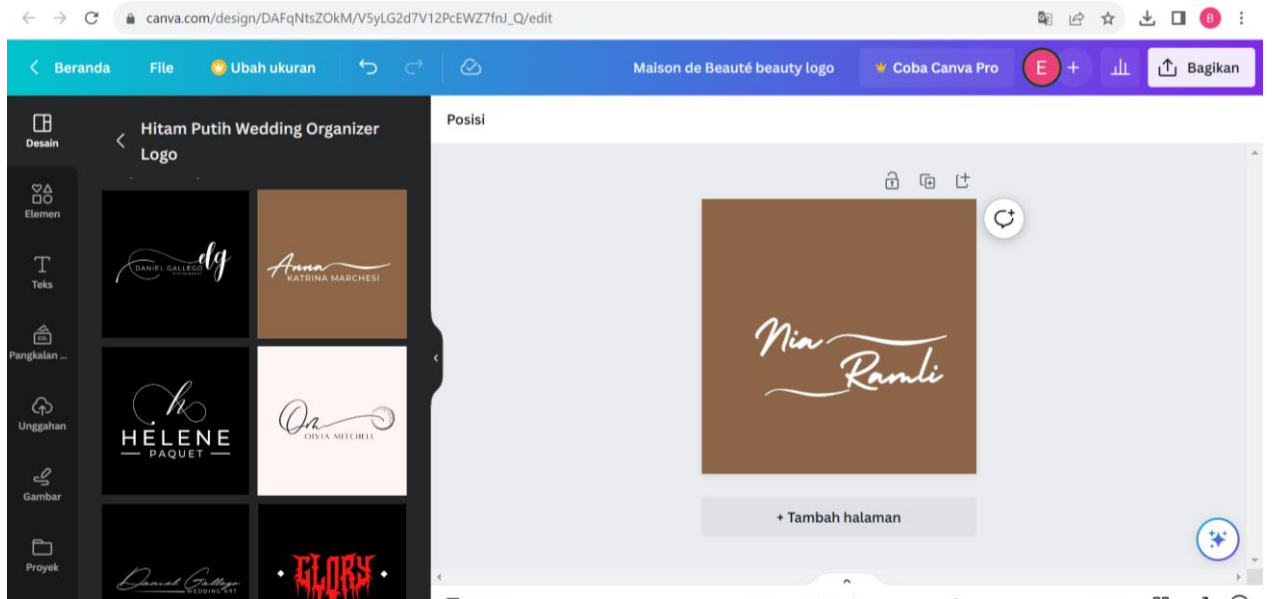 canva.com/design/DAFqNtsZOkM/V5yLG2d7V12PcEWZ7fnJ_Q/edit
B
Beranda File Ubah ukuran Maison de Beauté beauty logo Coba Canva Pro E + Bagikan
Desain
Elemen
Teks
CO.
Pangkalan ...
Unggahan
Gambar
Proyek
Hitam Putih Wedding Organizer
Logo
DANIEL GALLEGO dg
Anna
KATRINA MARCHESI
h
HELENE
PAQUET
OIVIA MITCHELL
Daniel Gallego
WEDDING ART
GLORY
Posisi
Nia
Ramli
+ Tambah halaman